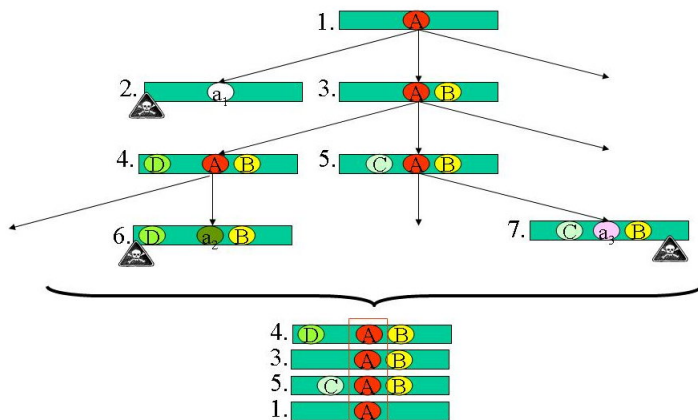 1. A
2. a1 3. A B
4. D A B 5. C A B
6. D a2 B 7. C a3 B
4. D A B
3. A B
5. C A B
1. A